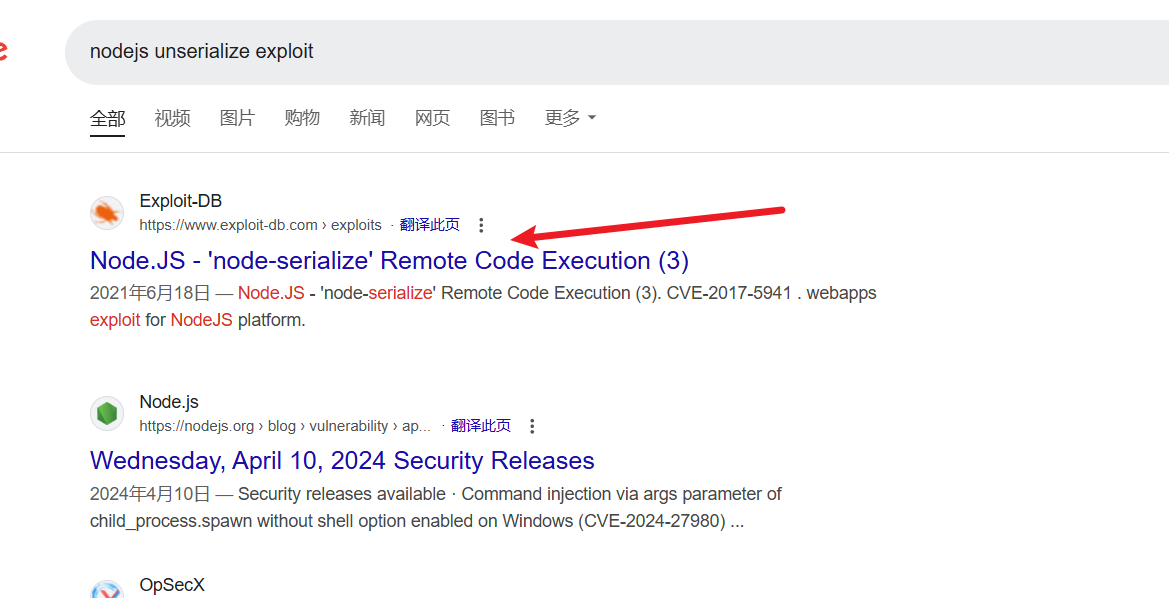 nodejs unserialize exploit
全部 视频 图片 购物 新闻 网页 图书 更多
Exploit-DB
https://www.exploit-db.com › exploits · 翻译此页
Node.JS - 'node-serialize' Remote Code Execution (3)
2021年6月18日 — Node.JS - 'node-serialize' Remote Code Execution (3). CVE-2017-5941 . webapps
exploit for NodeJS platform.
Node.js
https://nodejs.org › blog › vulnerability › ap... · 翻译此页
Wednesday, April 10, 2024 Security Releases
2024年4月10日 — Security releases available · Command injection via args parameter of
child_process.spawn without shell option enabled on Windows (CVE-2024-27980) ...
OpSecX